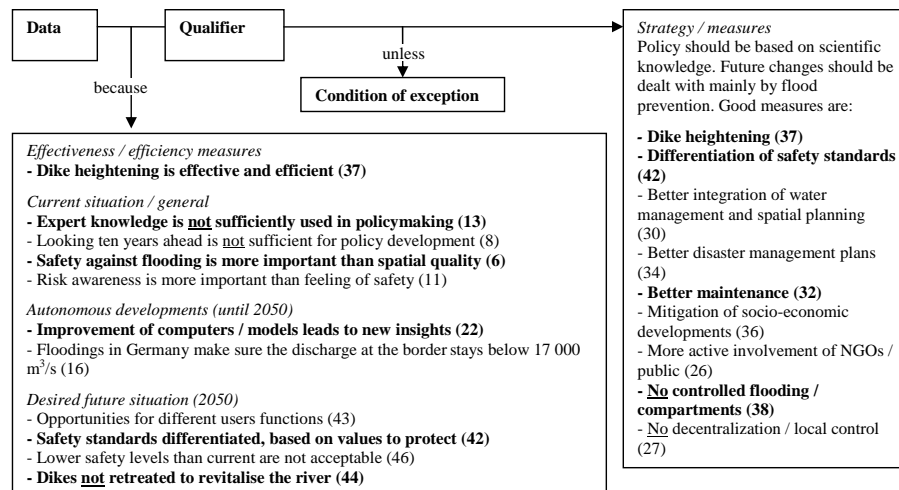 Data
Qualifier
unless
because
Condition of exception
Effectiveness / efficiency measures
- Dike heightening is effective and efficient (37)
Current situation / general
- Expert knowledge is not sufficiently used in policymaking (13)
- Looking ten years ahead is not sufficient for policy development (8)
- Safety against flooding is more important than spatial quality (6)
- Risk awareness is more important than feeling of safety (11)
Autonomous developments (until 2050)
- Improvement of computers / models leads to new insights (22)
- Floodings in Germany make sure the discharge at the border stays below 17 000
m³/s (16)
Desired future situation (2050)
- Opportunities for different users functions (43)
- Safety standards differentiated, based on values to protect (42)
- Lower safety levels than current are not acceptable (46)
- Dikes not retreated to revitalise the river (44)
Strategy / measures
Policy should be based on scientific
knowledge. Future changes should be
dealt with mainly by flood
prevention. Good measures are:
- Dike heightening (37)
- Differentiation of safety standards
(42)
- Better integration of water
management and spatial planning
(30)
- Better disaster management plans
(34)
- Better maintenance (32)
- Mitigation of socio-economic
developments (36)
- More active involvement of NGOs /
public (26)
- No controlled flooding /
compartments (38)
- No decentralization / local control
(27)